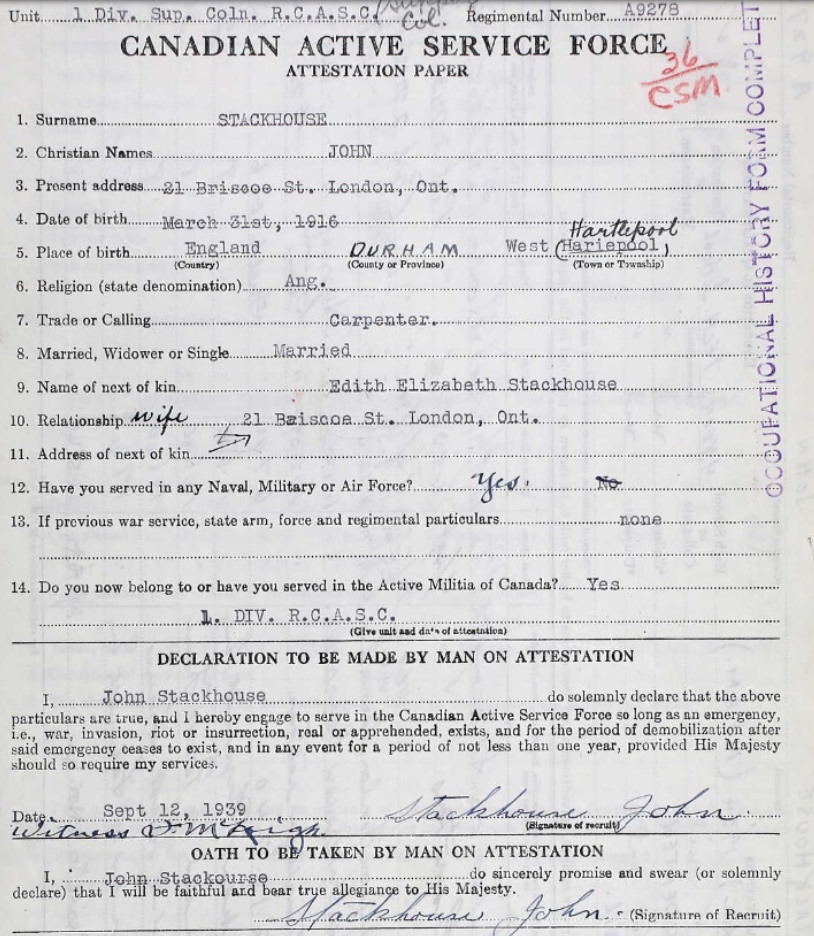 Unit 1 Div. Sup. Coln. R.C.A.S.C. Col. Regimental Number A9278
CANADIAN ACTIVE SERVICE FORCE
ATTESTATION PAPER
26
CSM
OCCUPATIONAL HISTORY FORM COMPLET
1. Surname STACKHOUSE
2. Christian Names JOHN
3. Present address 21 Briscoe St. London, Ont.
4. Date of birth March 31st, 1916
Hartlepool
5. Place of birth England DURHAM West (Hariepool)
(Country) (County or Province) (Town or Township)
6. Religion (state denomination) Ang.
7. Trade or Calling Carpenter.
8. Married, Widower or Single Married
9. Name of next of kin Edith Elizabeth Stackhouse
10. Relationship wife 21 Briscoe St. London, Ont.
11. Address of next of kin
12. Have you served in any Naval, Military or Air Force? Yes. No
13. If previous war service, state arm, force and regimental particulars none
14. Do you now belong to or have you served in the Active Militia of Canada? Yes
1. DIV. R.C.A.S.C.
(Give unit and date of attestation)
DECLARATION TO BE MADE BY MAN ON ATTESTATION
I, John Stackhouse do solemnly declare that the above
particulars are true, and I hereby engage to serve in the Canadian Active Service Force so long as an emergency,
i.e., war, invasion, riot or insurrection, real or apprehended, exists, and for the period of demobilization after
said emergency ceases to exist, and in any event for a period of not less than one year, provided His Majesty
should so require my services.
Date Sept 12, 1939 Stackhouse John
(Signature of recruit)
Witness
OATH TO BE TAKEN BY MAN ON ATTESTATION
I, John Stackourse do sincerely promise and swear (or solemnly
declare) that I will be faithful and bear true allegiance to His Majesty.
Stackhouse John (Signature of Recruit)